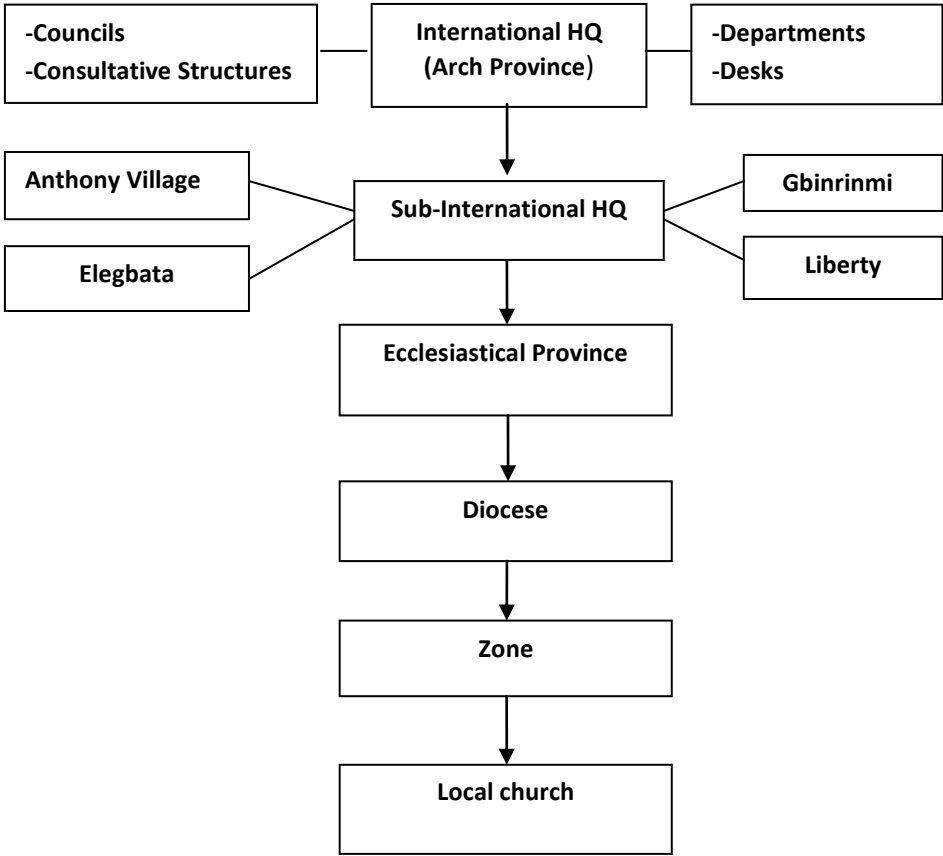 -Councils
-Consultative Structures
International HQ
(Arch Province)
-Departments
-Desks
Anthony Village
Sub-International HQ
Gbinrinmi
Elegbata
Liberty
Ecclesiastical Province
Diocese
Zone
Local church